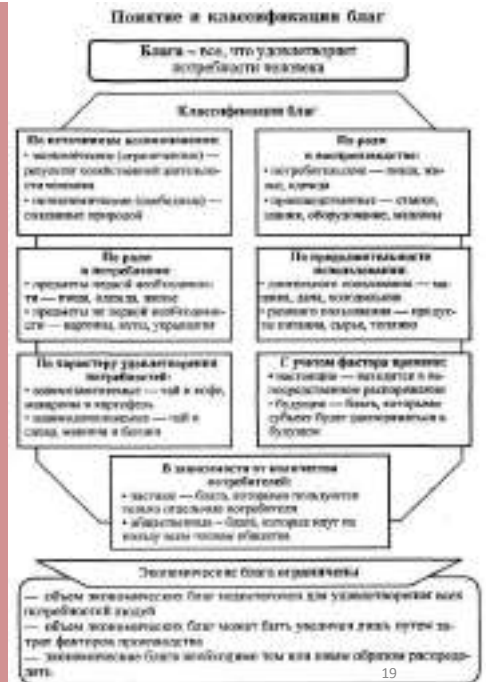 Понятие и классификация благ
Блага – все, что удовлетворяет
потребности человека
Классификация благ
По источникам возникновения:
• экономические (ограниченные) —
результат хозяйственной деятельно-
сти человека
• неэкономические (свободные) —
созданные природой
По роли
в воспроизводстве:
• потребительские — пища, жи-
лье, одежда
• производственные — станки,
здания, оборудование, машины
По роли
в потреблении:
• предметы первой необходимос-
ти — пища, одежда, жилье
• предметы не первой необходимо-
сти — картины, яхты, украшения
По продолжительности
использования:
• длительного пользования — ма-
шина, дача, холодильник
• разового пользования — продук-
ты питания, сырье, топливо
По характеру удовлетворения
потребностей:
• взаимозаменяемые — чай и кофе,
макароны и картофель
• взаимодополняемые — чай и
сахар, машина и бензин
С учетом фактора времени:
• настоящие — находятся в не-
посредственном распоряжении
• будущие — блага, которыми
субъект будет распоряжаться в
будущем
В зависимости от количества
потребителей:
• частные — блага, которыми пользуются
только отдельные потребители
• общественные – блага, которые идут на
пользу всем членам общества
Экономические блага ограничены
— объем экономических благ недостаточен для удовлетворения всех
потребностей людей
— объем экономических благ может быть увеличен лишь путем за-
трат факторов производства
— экономические блага необходимо тем или иным образом распреде-
лять
19